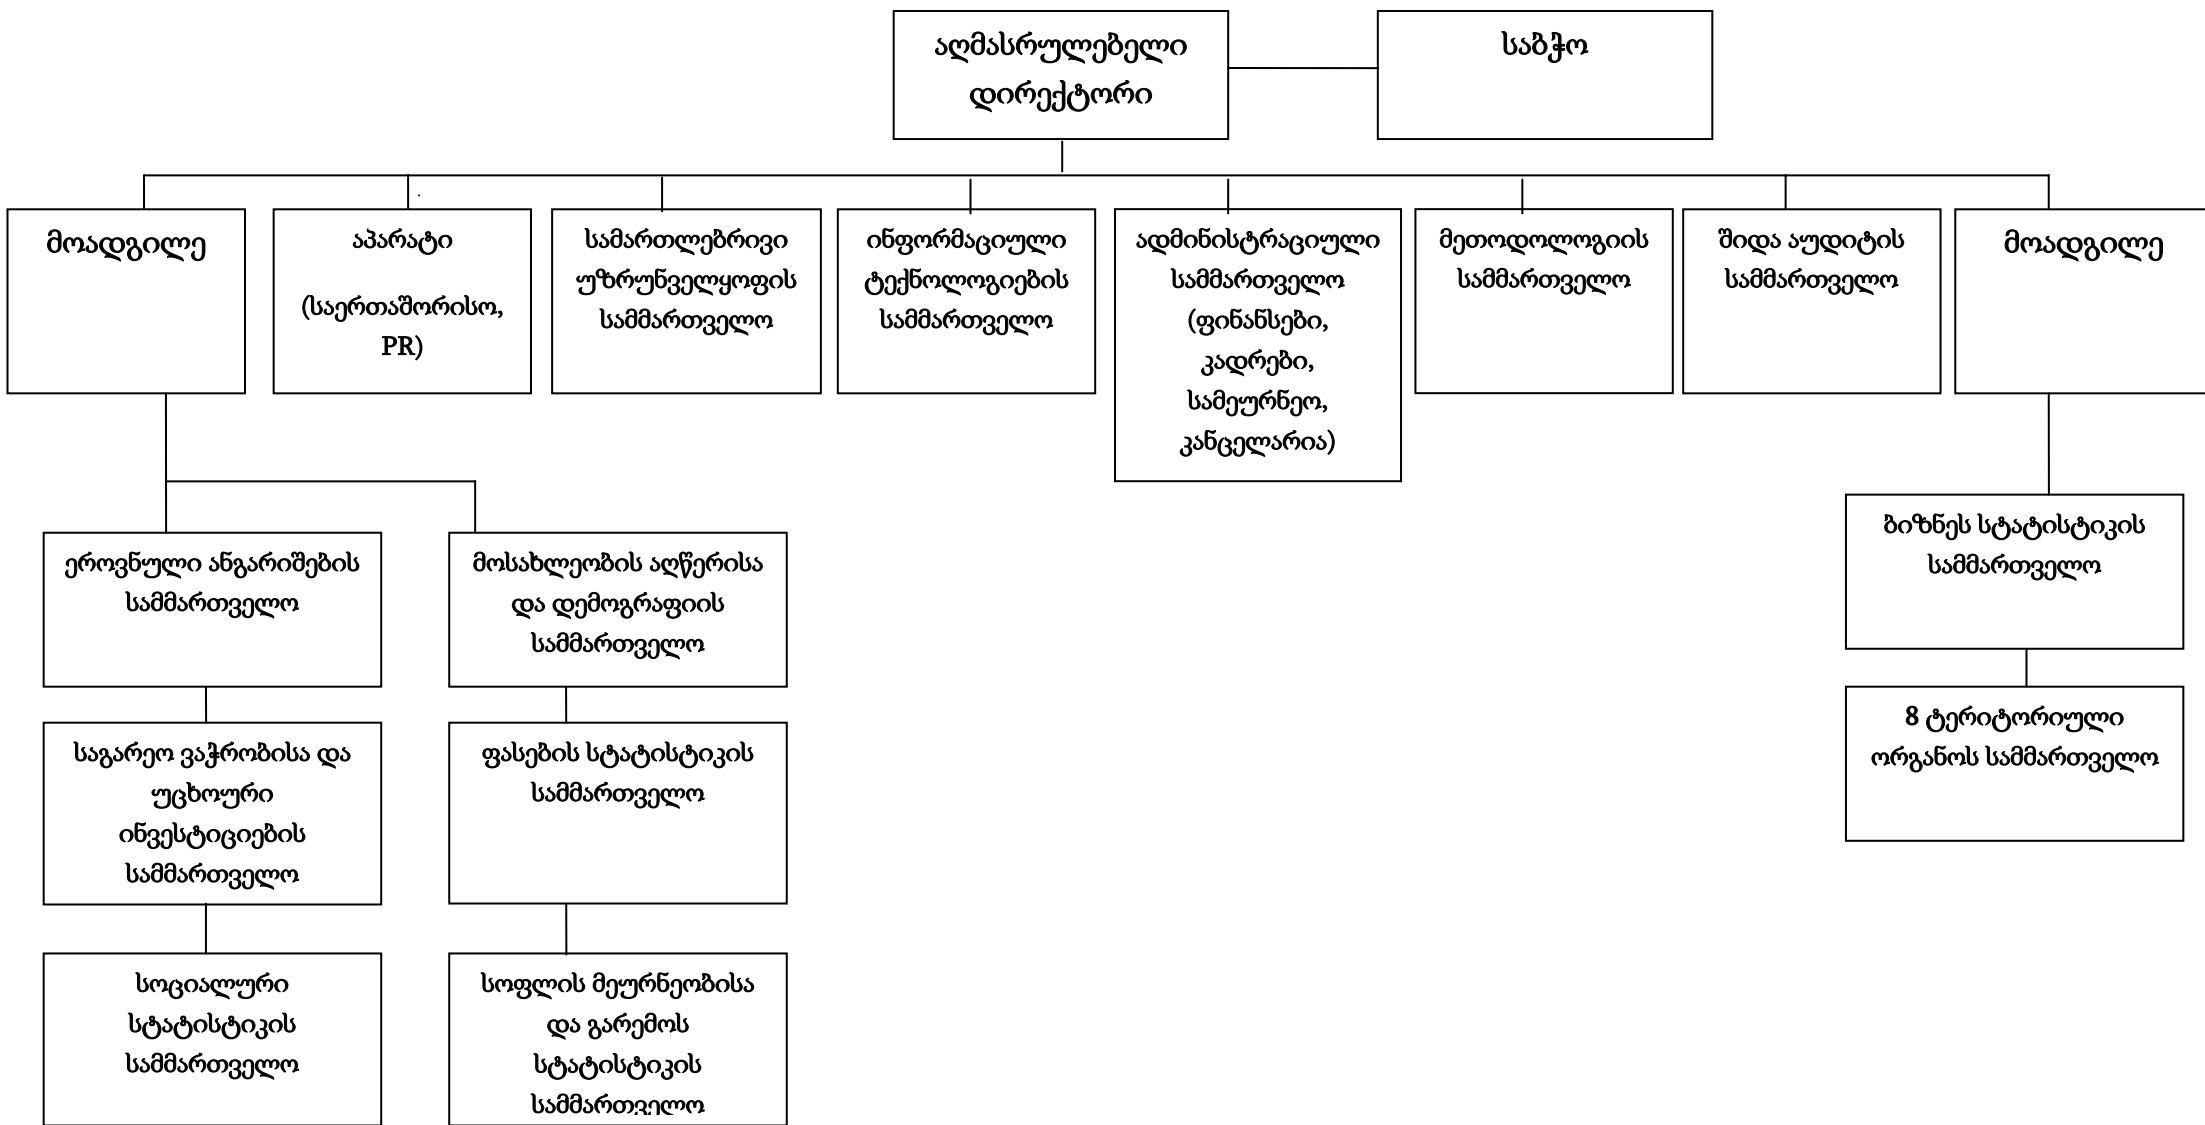 აღმასრულებელი
დირექტორი
საბჭო
მოადგილე
აპარატი
(საერთაშორისო,
PR)
სამართლებრივი
უზრუნველყოფის
სამმართველო
ინფორმაციული
ტექნოლოგიების
სამმართველო
ადმინისტრაციული
სამმართველო
(ფინანსები,
კადრები,
სამეურნეო,
კანცელარია)
მეთოდოლოგიის
სამმართველო
შიდა აუდიტის
სამმართველო
მოადგილე
ეროვნული ანგარიშების
სამმართველო
მოსახლეობის აღწერისა
და დემოგრაფიის
სამმართველო
ბიზნეს სტატისტიკის
სამმართველო
საგარეო ვაჭრობისა და
უცხოური
ინვესტიციების
სამმართველო
ფასების სტატისტიკის
სამმართველო
8 ტერიტორიული
ორგანოს სამმართველო
სოციალური
სტატისტიკის
სამმართველო
სოფლის მეურნეობისა
და გარემოს
სტატისტიკის
სამმართველო